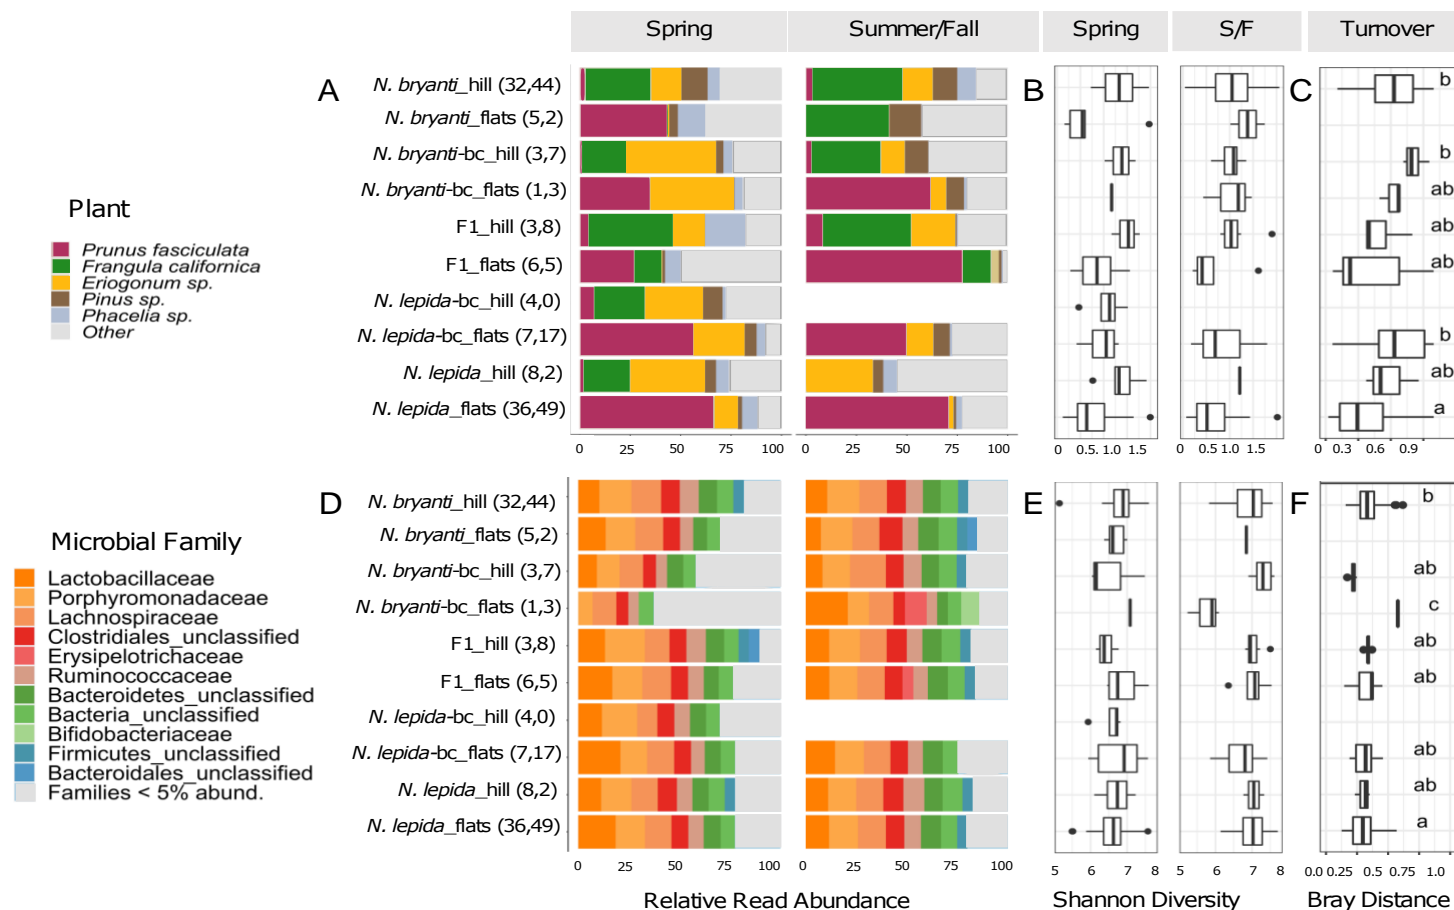 Spring Summer/Fall Spring S/F Turnover
A B C
N. bryanti_hill (32,44)
N. bryanti_flats (5,2)
N. bryanti-bc_hill (3,7)
N. bryanti-bc_flats (1,3)
F1_hill (3,8)
F1_flats (6,5)
N. lepida-bc_hill (4,0)
N. lepida-bc_flats (7,17)
N. lepida_hill (8,2)
N. lepida_flats (36,49)
Plant
Prunus fasciculata
Frangula californica
Eriogonum sp.
Pinus sp.
Phacelia sp.
Other
b
b
ab
ab
ab
b
ab
a
0 25 50 75 100 0 25 50 75 100 0 0.5. 1.0 1.5 0 0.5 1.0 1.5 0.3 0.6 0.9
D E F
N. bryanti_hill (32,44)
N. bryanti_flats (5,2)
N. bryanti-bc_hill (3,7)
N. bryanti-bc_flats (1,3)
F1_hill (3,8)
F1_flats (6,5)
N. lepida-bc_hill (4,0)
N. lepida-bc_flats (7,17)
N. lepida_hill (8,2)
N. lepida_flats (36,49)
Microbial Family
Lactobacillaceae
Porphyromonadaceae
Lachnospiraceae
Clostridiales_unclassified
Erysipelotrichaceae
Ruminococcaceae
Bacteroidetes_unclassified
Bacteria_unclassified
Bifidobacteriaceae
Firmicutes_unclassified
Bacteroidales_unclassified
Families < 5% abund.
b
ab
c
ab
ab
ab
ab
a
0 25 50 75 100 0 25 50 75 100 5 6 7 8 5 6 7 8 0.0 0.25 0.5 0.75 1.
Relative Read Abundance Shannon Diversity Bray Distance